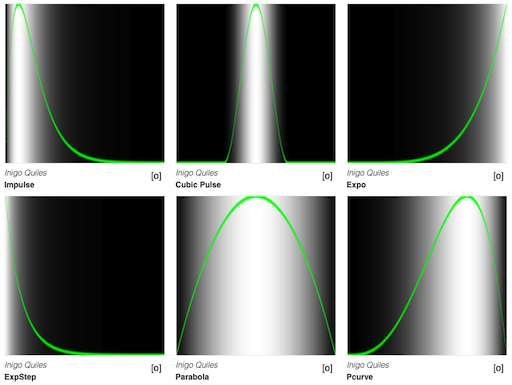 Inigo Quiles
[o]
Impulse
Inigo Quiles
[o]
Cubic Pulse
Inigo Quiles
[o]
Expo
Inigo Quiles
[o]
ExpStep
Inigo Quiles
[o]
Parabola
Inigo Quiles
[o]
Pcurve